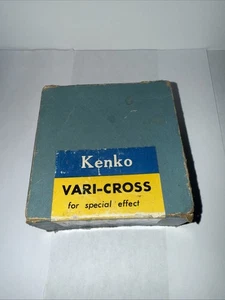 Kenko
VARI-CROSS
for special effect